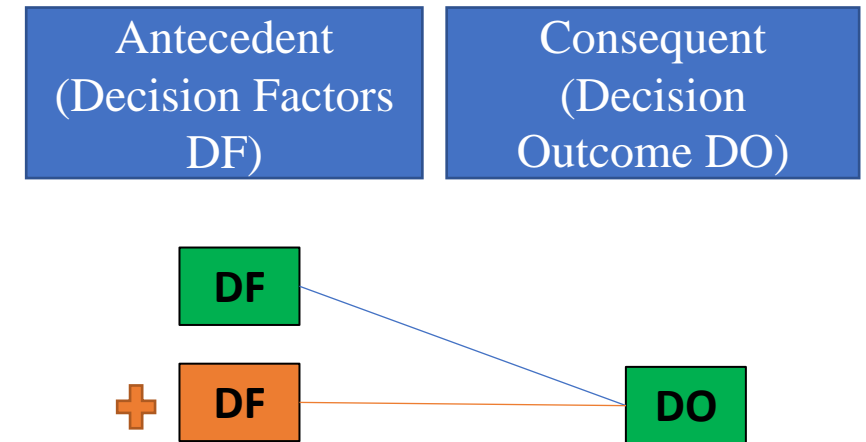 Antecedent
(Decision Factors
DF)
Consequent
(Decision
Outcome DO)
DF
DF
DO